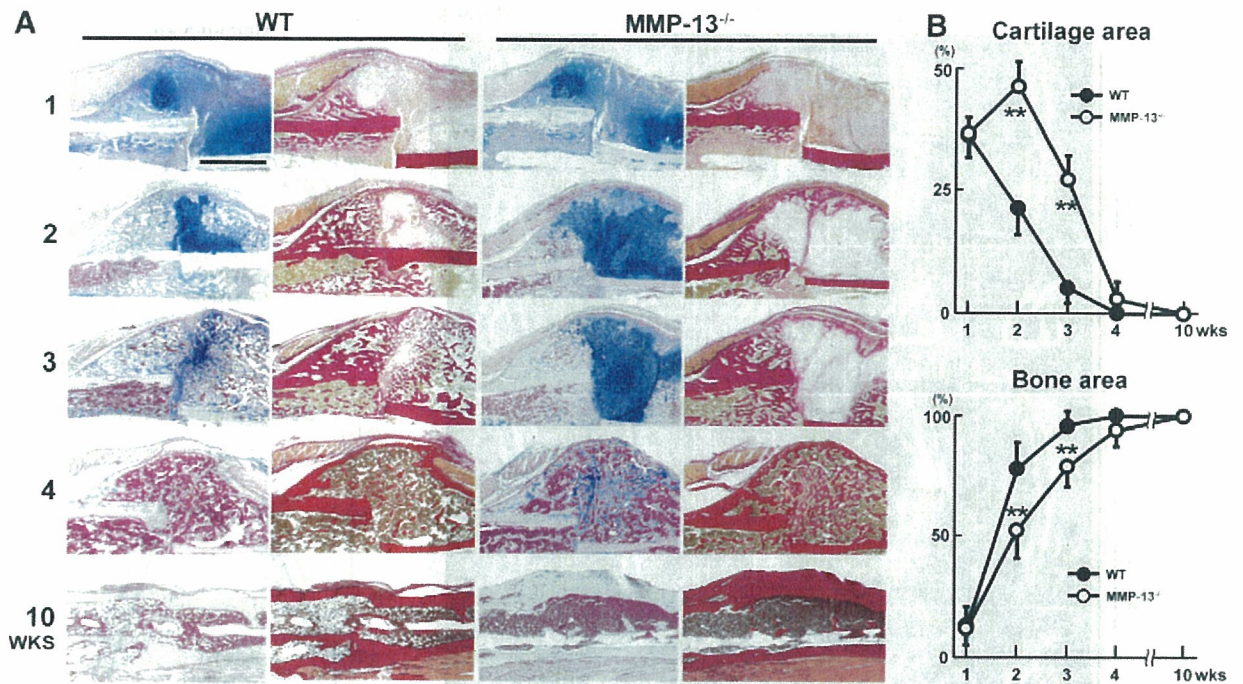 A
WT
MMP-13-/-
1
2
3
4
10
WKS
B
Cartilage area
(%)
50
25
0
WT
MMP-13-/-
**
**
1 2 3 4 10 wks
Bone area
(%)
100
50
0
**
**
WT
MMP-13-/-
1 2 3 4 10 wks